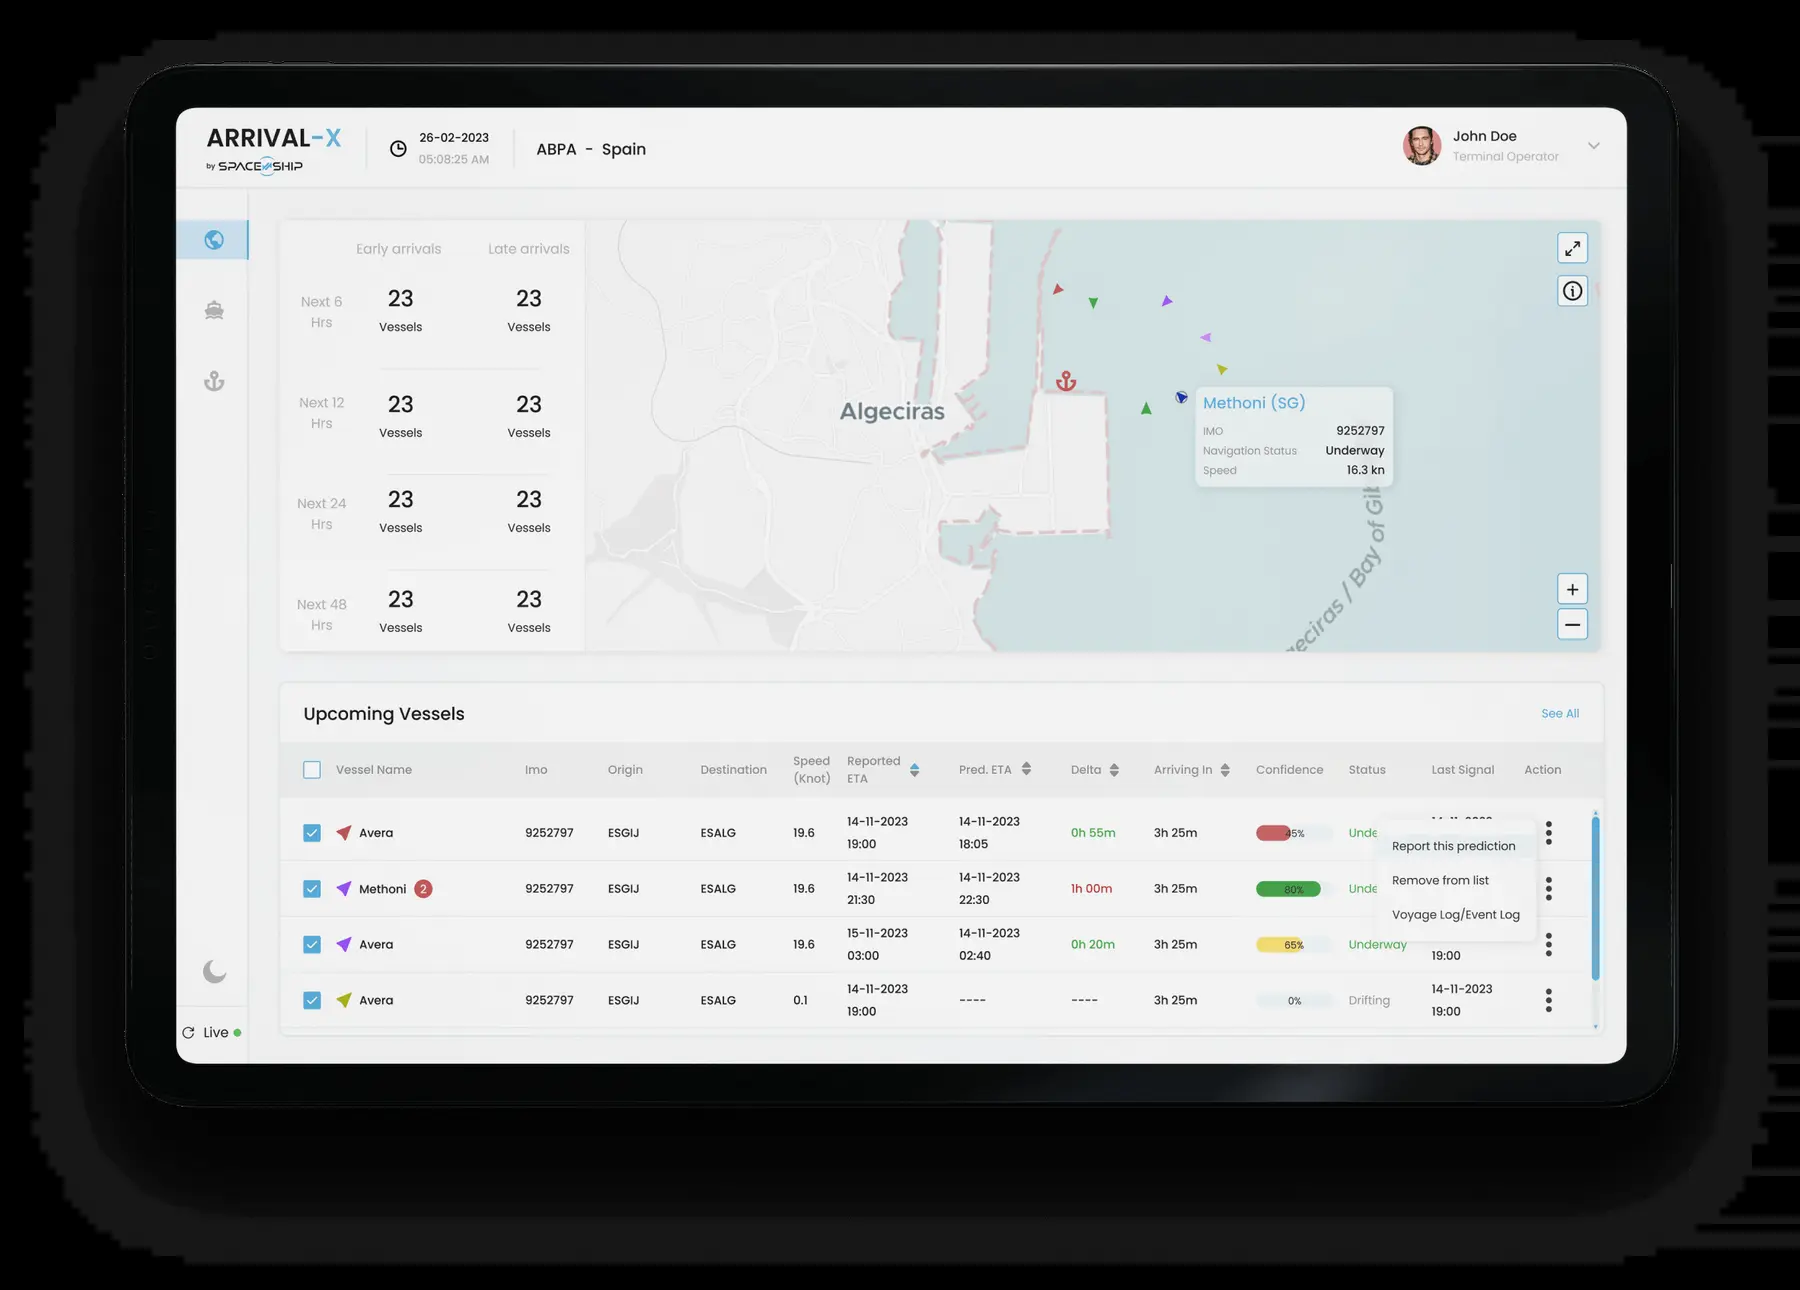 ARRIVAL-X
by SPACESHIP
26-02-2023
05:08:25 AM
ABPA - Spain
John Doe
Terminal Operator
Early arrivals
Late arrivals
Next 6
Hrs
23
Vessels
23
Vessels
Next 12
Hrs
23
Vessels
23
Vessels
Next 24
Hrs
23
Vessels
23
Vessels
Next 48
Hrs
23
Vessels
23
Vessels
Algeciras
Methoni (SG)
IMO 9252797
Navigation Status Underway
Speed 16.3 kn
geciras / Bay of Gib
Upcoming Vessels
See All
Vessel Name
Imo
Origin
Destination
Speed
(Knot)
Reported
ETA
Pred. ETA
Delta
Arriving In
Confidence
Status
Last Signal
Action
Avera
9252797
ESGIJ
ESALG
19.6
14-11-2023
19:00
14-11-2023
18:05
0h 55m
3h 25m
45%
Unde
Methoni 2
9252797
ESGIJ
ESALG
19.6
14-11-2023
21:30
14-11-2023
22:30
1h 00m
3h 25m
80%
Unde
Report this prediction
Remove from list
Voyage Log/Event Log
Avera
9252797
ESGIJ
ESALG
19.6
15-11-2023
03:00
14-11-2023
02:40
0h 20m
3h 25m
65%
Underway
19:00
Avera
9252797
ESGIJ
ESALG
0.1
14-11-2023
19:00
----
----
3h 25m
0%
Drifting
14-11-2023
19:00
Live